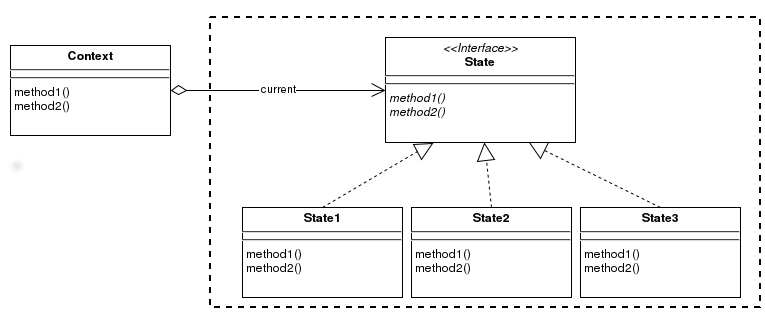 Context
method1()
method2()
current
<<Interface>>
State
method1()
method2()
State1
method1()
method2()
State2
method1()
method2()
State3
method1()
method2()